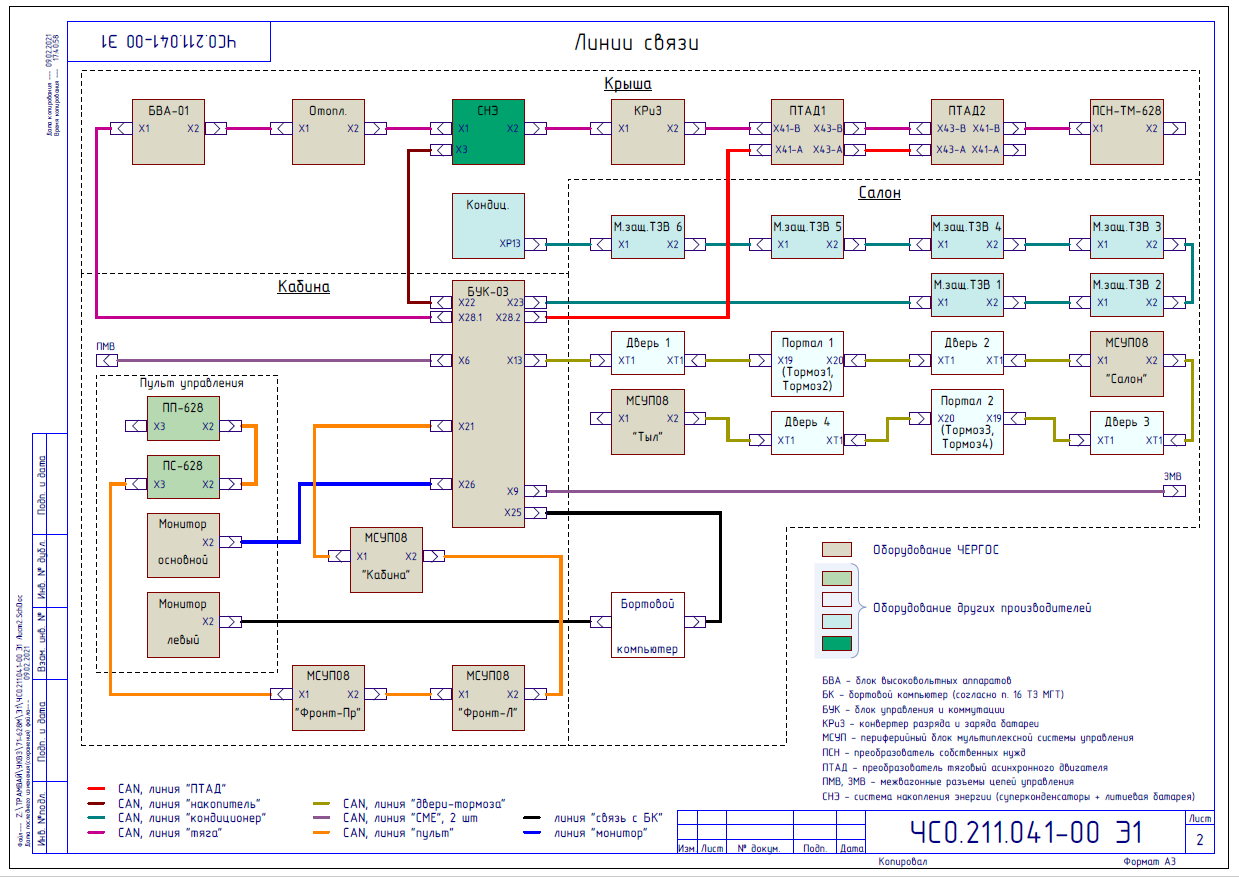 ЧС0.211.041-00 Э1
Линии связи
Дата копирования --- 09.02.2021
Время копирования --- 17:40:58
Крыша
БВА-01
X1 X2
Отопл.
X1 X2
СНЭ
X1 X2
X3
КРиЗ
X1 X2
ПТАД1
X41-B X43-B
X41-A X43-A
ПТАД2
X43-B X41-B
X43-A X41-A
ПСН-ТМ-628
X1 X2
Салон
Кондиц.
XP13
М.защ.ТЭВ 6
X1 X2
М.защ.ТЭВ 5
X1 X2
М.защ.ТЭВ 4
X1 X2
М.защ.ТЭВ 3
X1 X2
М.защ.ТЭВ 1
X1 X2
М.защ.ТЭВ 2
X1 X2
Кабина
БУК-03
X22 X23
X28.1 X28.2
X6 X13
X21
X26 X9
X25
ПМВ
Дверь 1
XT1 XT1
Портал 1
X19 X20
(Тормоз1,
Тормоз2)
Дверь 2
XT1 XT1
МСУП08
X1 X2
"Салон"
МСУП08
X1 X2
"Тыл"
Дверь 4
XT1 XT1
Портал 2
X20 X19
(Тормоз3,
Тормоз4)
Дверь 3
XT1 XT1
ЗМВ
Пульт управления
ПП-628
X3 X2
ПС-628
X3 X2
Монитор
X2
основной
Монитор
X2
левый
МСУП08
X1 X2
"Кабина"
Бортовой
компьютер
МСУП08
X1 X2
"Фронт-Пр"
МСУП08
X1 X2
"Фронт-Л"
Оборудование ЧЕРГОС
Оборудование других производителей
БВА - блок высоковольтных аппаратов
БК - бортовой компьютер (согласно п. 16 ТЗ МГТ)
БУК - блок управления и коммутации
КРиЗ - конвертер разряда и заряда батареи
МСУП - периферийный блок мультиплексной системы управления
ПСН - преобразователь собственных нужд
ПТАД - преобразователь тяговый асинхронного двигателя
ПМВ, ЗМВ - межвагонные разъемы цепей управления
СНЭ - система накопления энергии (суперконденсаторы + литиевая батарея)
CAN, линия "ПТАД"
CAN, линия "накопитель"
CAN, линия "кондиционер"
CAN, линия "тяга"
CAN, линия "двери-тормоза"
CAN, линия "СМЕ", 2 шт
CAN, линия "пульт"
линия "связь с БК"
линия "монитор"
Подп. и дата
Инв. № дубл.
Взам. инв. №
Подп. и дата
Инв. № подл.
Изм. Лист № докум. Подп. Дата
ЧС0.211.041-00 Э1
Лист
2
Копировал
Формат А3